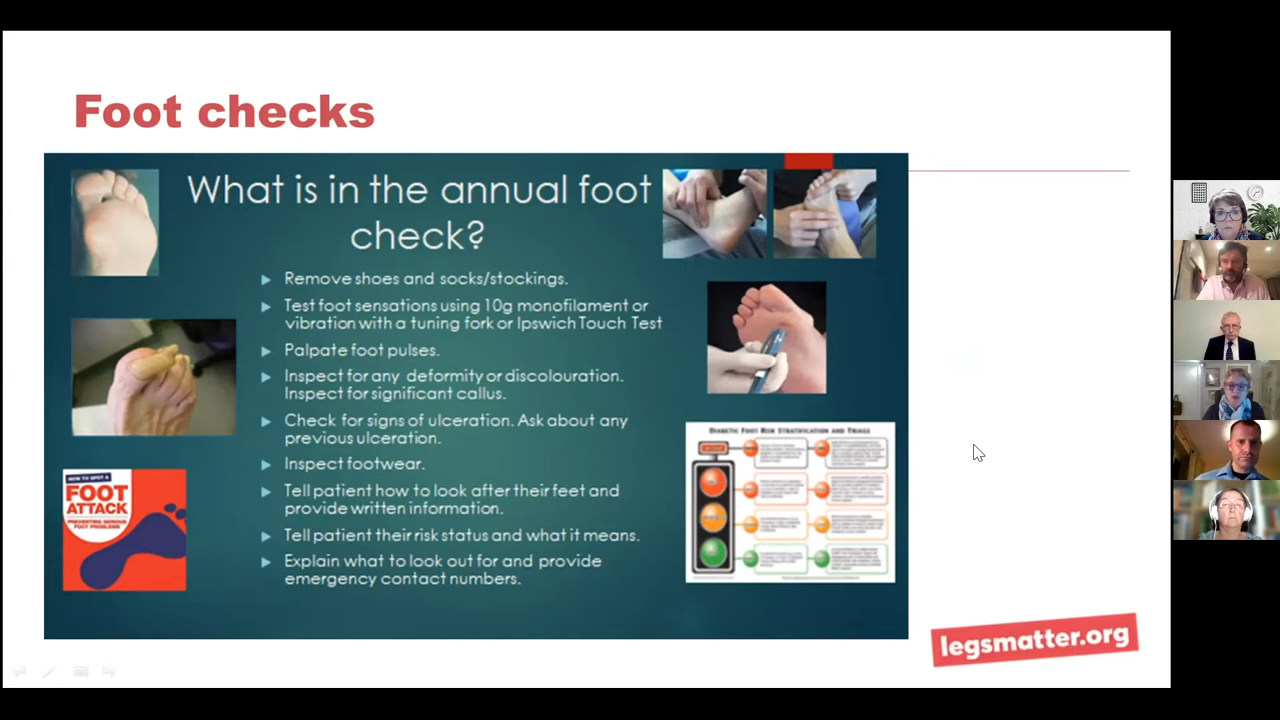 Foot checks
What is in the annual foot
check?
Remove shoes and socks/stockings.
Test foot sensations using 10g monofilament or
vibration with a tuning fork or Ipswich Touch Test
Palpate foot pulses.
Inspect for any deformity or discolouration.
Inspect for significant callus.
Check for signs of ulceration. Ask about any
previous ulceration.
Inspect footwear.
Tell patient how to look after their feet and
provide written information.
Tell patient their risk status and what it means.
Explain what to look out for and provide
emergency contact numbers.
HOW TO SPOT A
FOOT
ATTACK
PREVENTING SERIOUS
FOOT PROBLEMS
Diabetic Foot Risk Stratification and Triage
legsmatter.org